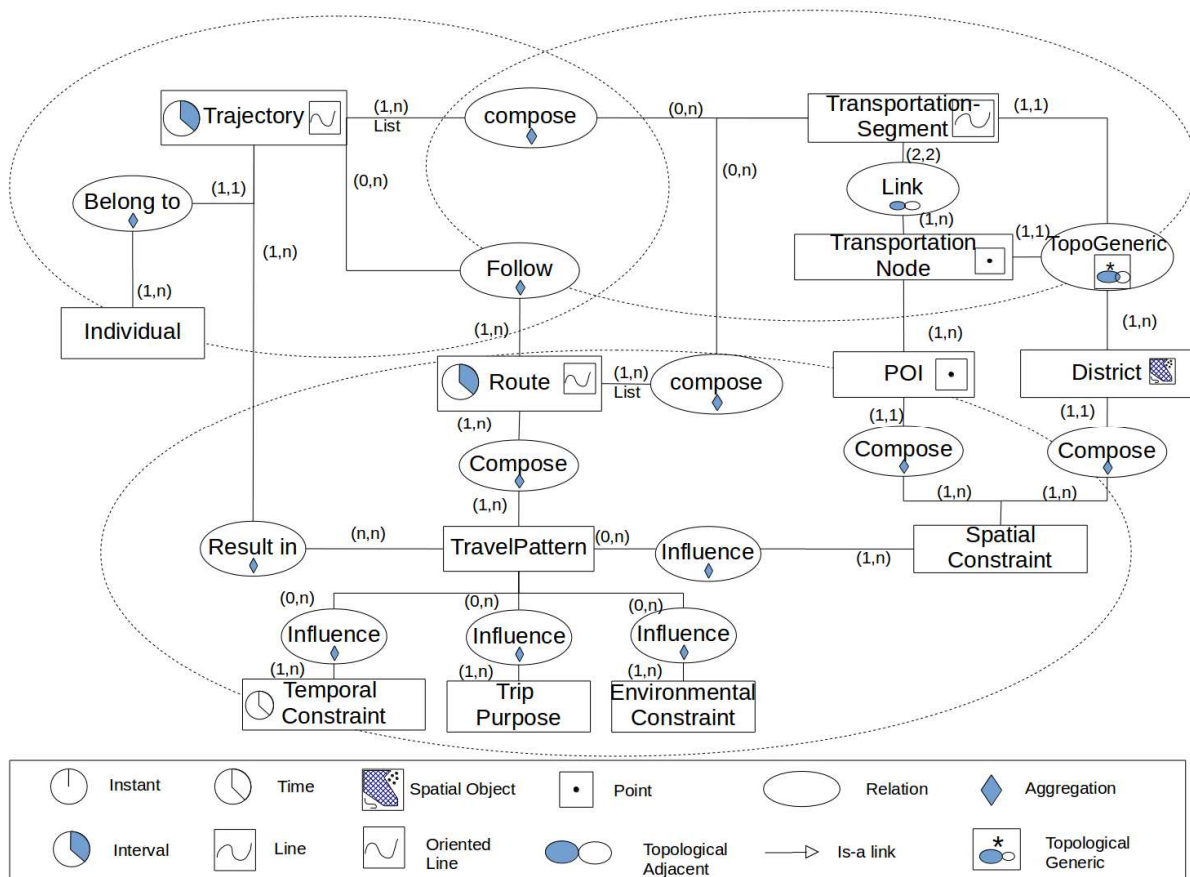 Trajectory
(1,n)
List
compose
(0,n)
Transportation-
Segment
(1,1)
(2,2)
(0,n)
(0,n)
Link
Belong to
(1,1)
(1,n)
(1,1)
Transportation
Node
TopoGeneric
*
(1,n)
Follow
(1,n)
(1,n)
(1,n)
(1,n)
Individual
Route
(1,n)
List
compose
POI
District
(1,n)
(1,1)
(1,1)
Compose
Compose
Compose
(1,n)
(1,n)
(1,n)
Result in
(n,n)
TravelPattern
(0,n)
Influence
(1,n)
Spatial
Constraint
(0,n)
(0,n)
(0,n)
Influence
Influence
Influence
(1,n)
(1,n)
(1,n)
Temporal
Constraint
Trip
Purpose
Environmental
Constraint
Instant
Time
Spatial Object
Point
Relation
Aggregation
Interval
Line
Oriented
Line
Topological
Adjacent
Is-a link
*
Topological
Generic